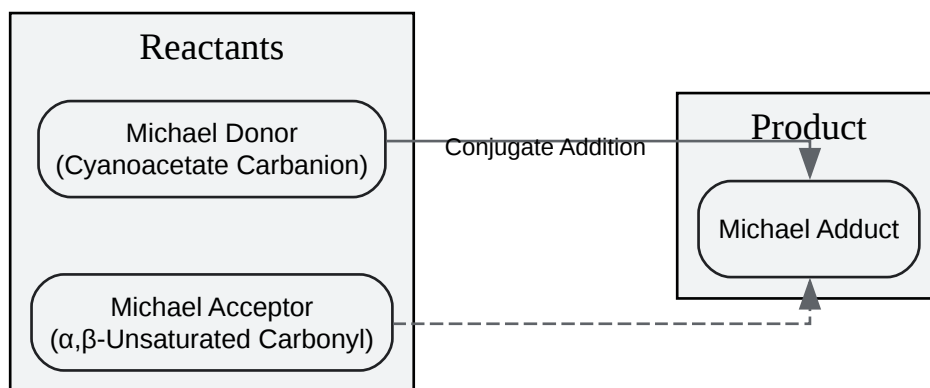 Reactants
Michael Donor
(Cyanoacetate Carbanion)
Conjugate Addition
Product
Michael Adduct
Michael Acceptor
(α,β-Unsaturated Carbonyl)